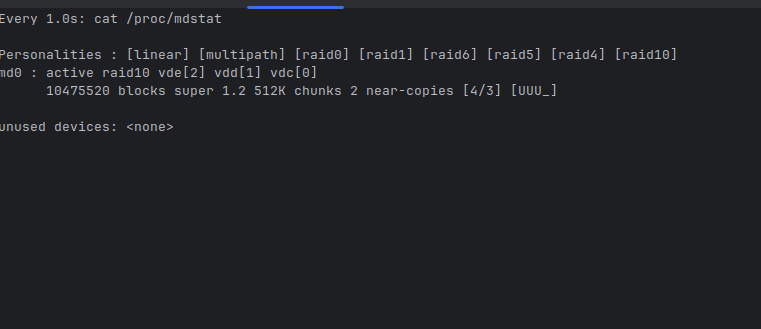 Every 1.0s: cat /proc/mdstat
Personalities : [linear] [multipath] [raid0] [raid1] [raid6] [raid5] [raid4] [raid10]
md0 : active raid10 vde[2] vdd[1] vdc[0]
10475520 blocks super 1.2 512K chunks 2 near-copies [4/3] [UUU_]
unused devices: <none>